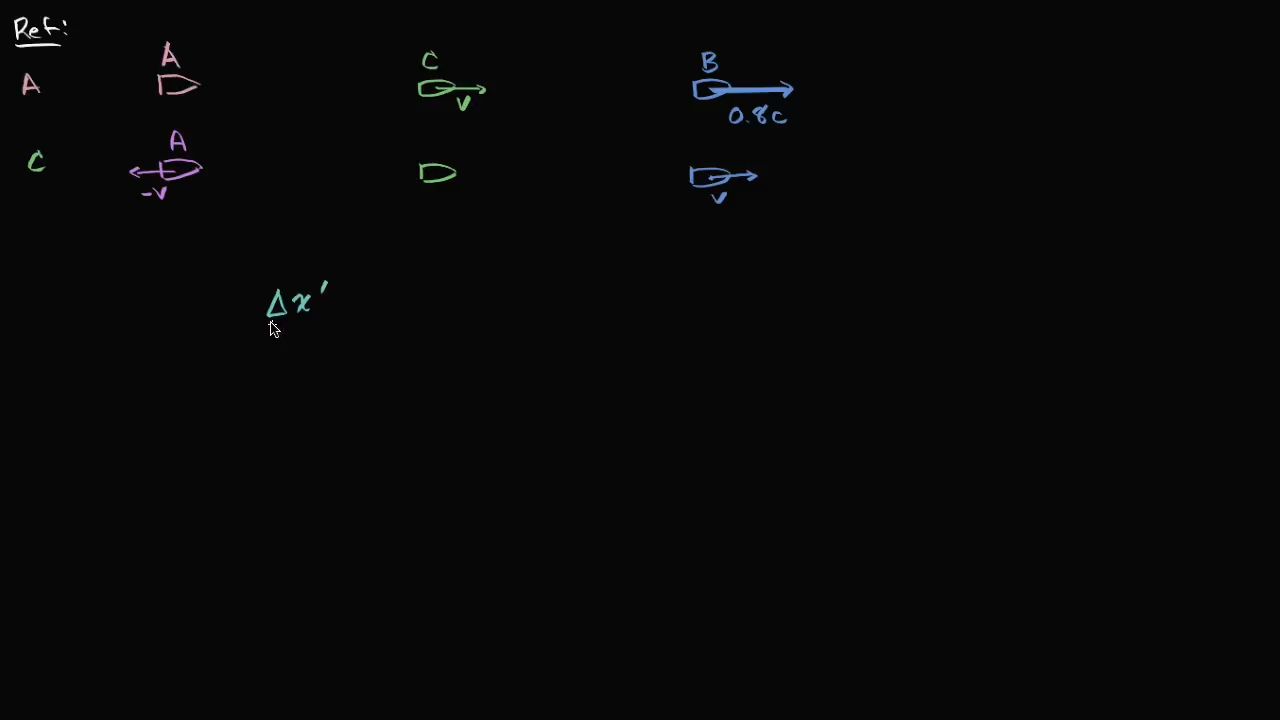 Ref:
A C B
A v 0.8c
A
C -v v
Δx'